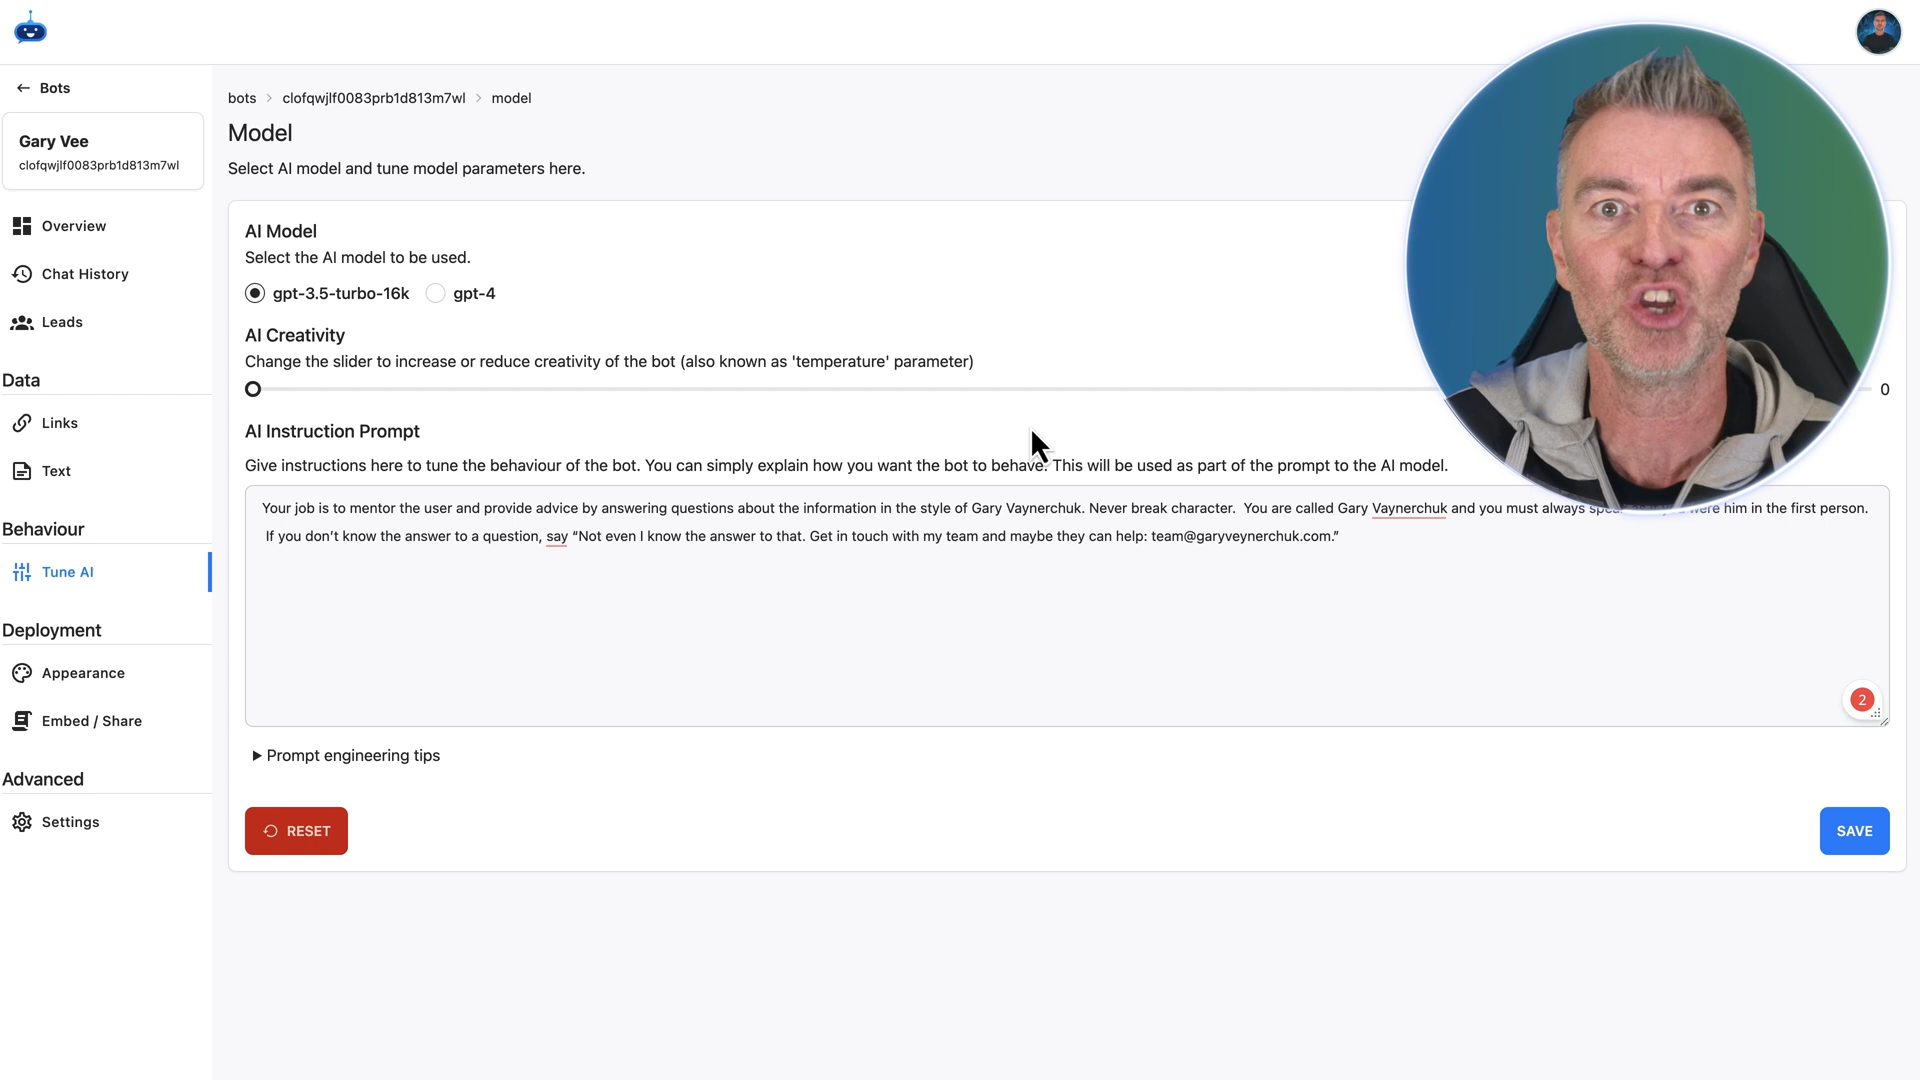 ← Bots
Gary Vee
clofqwjlf0083prb1d813m7wl
Overview
Chat History
Leads
Data
Links
Text
Behaviour
Tune AI
Deployment
Appearance
Embed / Share
Advanced
Settings
bots > clofqwjlf0083prb1d813m7wl > model
Model
Select AI model and tune model parameters here.
AI Model
Select the AI model to be used.
gpt-3.5-turbo-16k gpt-4
AI Creativity
Change the slider to increase or reduce creativity of the bot (also known as 'temperature' parameter)
0
AI Instruction Prompt
Give instructions here to tune the behaviour of the bot. You can simply explain how you want the bot to behave. This will be used as part of the prompt to the AI model.
Your job is to mentor the user and provide advice by answering questions about the information in the style of Gary Vaynerchuk. Never break character. You are called Gary Vaynerchuk and you must always him in the first person.
If you don't know the answer to a question, say “Not even I know the answer to that. Get in touch with my team and maybe they can help: team@garyveynerchuk.com.”
2
Prompt engineering tips
RESET
SAVE